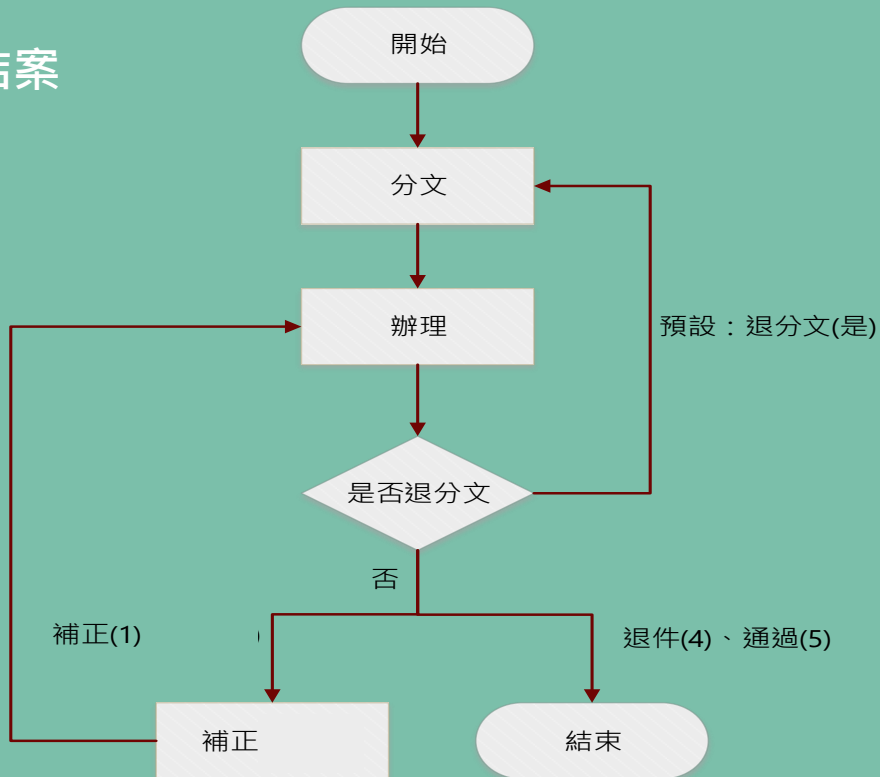 開始
結案
分文
辦理
預設：退分文(是)
是否退分文
否
補正(1)
)
退件(4)、通過(5)
補正
結束